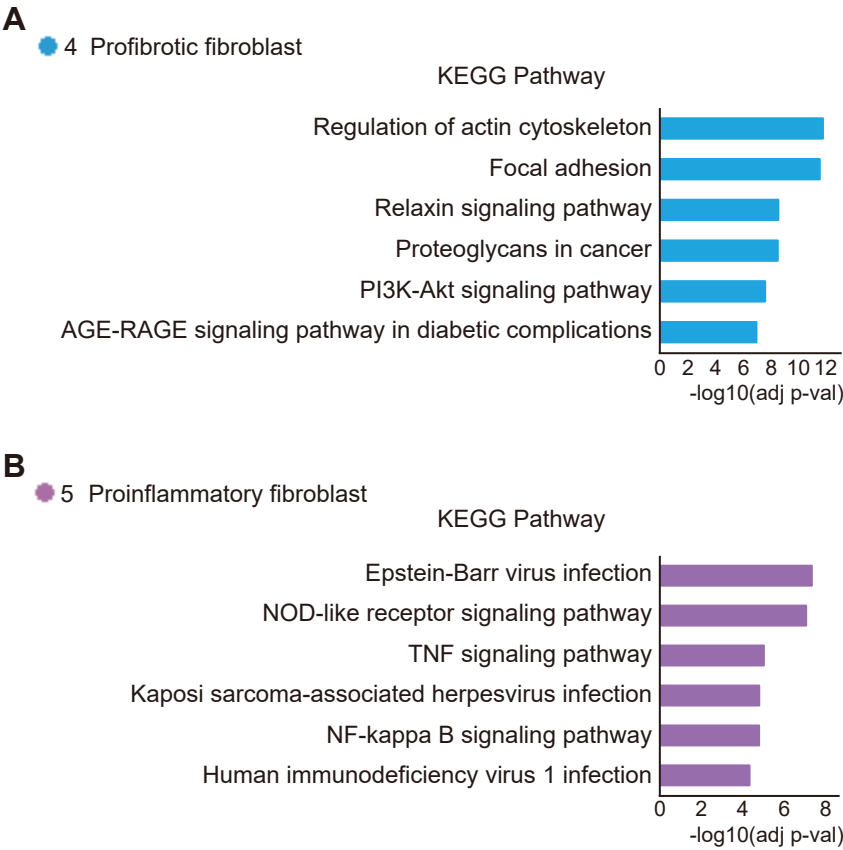 A
4 Profibrotic fibroblast
KEGG Pathway
Regulation of actin cytoskeleton
Focal adhesion
Relaxin signaling pathway
Proteoglycans in cancer
PI3K-Akt signaling pathway
AGE-RAGE signaling pathway in diabetic complications
0 2 4 6 8 10 12
-log10(adj p-val)
B
5 Proinflammatory fibroblast
KEGG Pathway
Epstein-Barr virus infection
NOD-like receptor signaling pathway
TNF signaling pathway
Kaposi sarcoma-associated herpesvirus infection
NF-kappa B signaling pathway
Human immunodeficiency virus 1 infection
0 2 4 6 8
-log10(adj p-val)